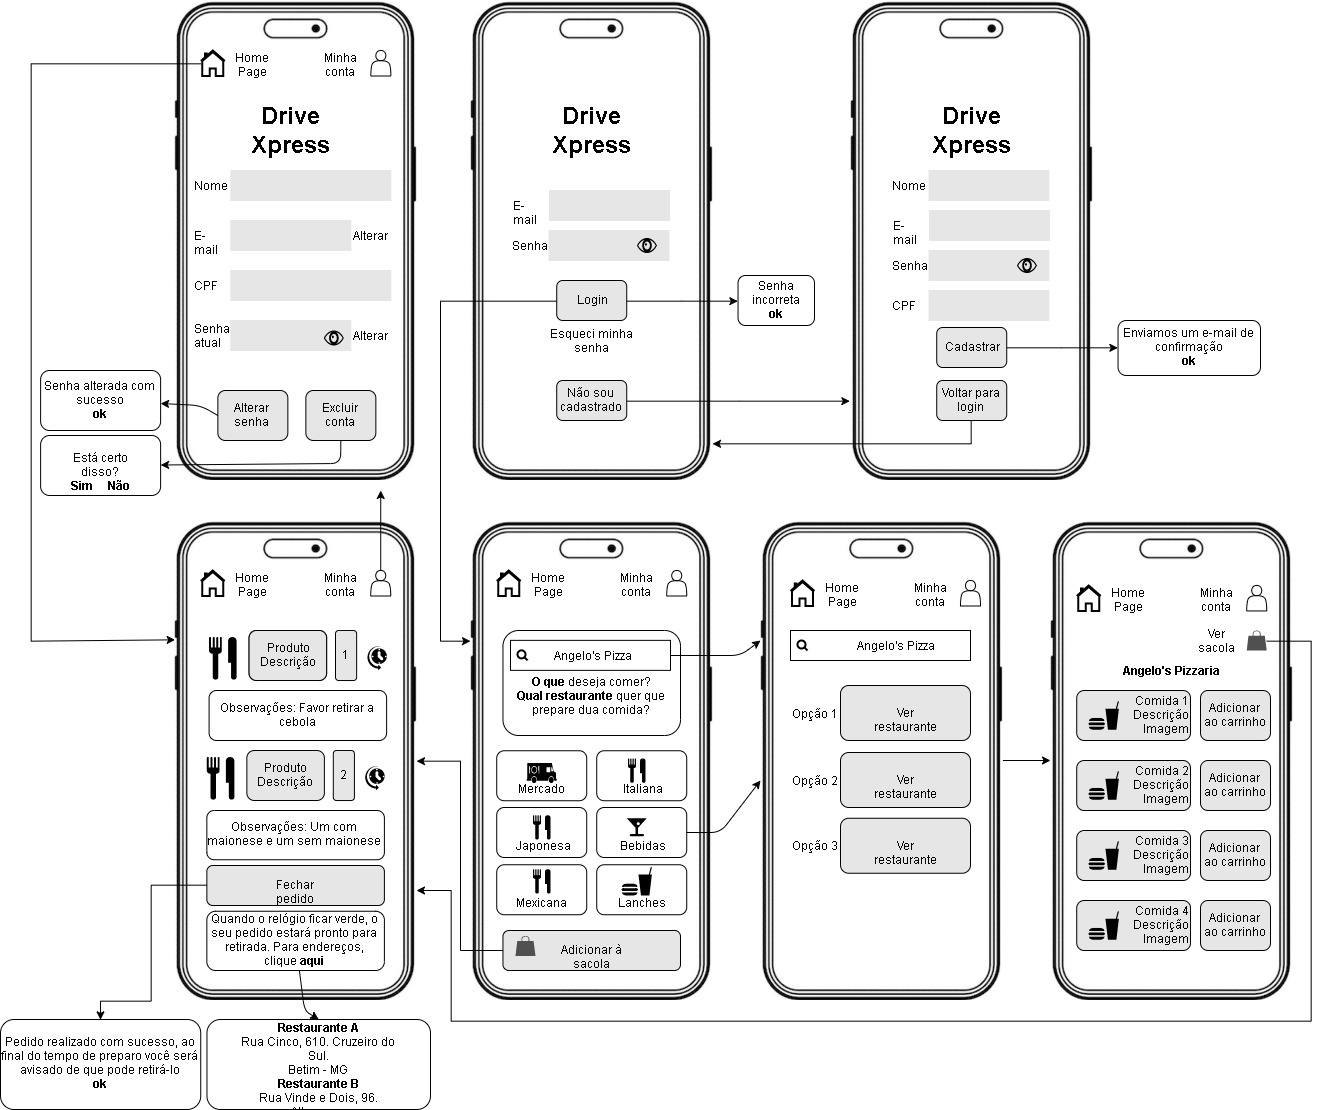 Home
Page
Minha
conta
Drive
Xpress
Nome
E-
mail
Alterar
CPF
Senha
atual
Alterar
Alterar
senha
Excluir
conta
Senha alterada com
sucesso
ok
Está certo
disso?
Sim Não
Drive
Xpress
E-
mail
Senha
Login
Esqueci minha
senha
Não sou
cadastrado
Senha
incorreta
ok
Drive
Xpress
Nome
E-
mail
Senha
CPF
Cadastrar
Voltar para
login
Enviamos um e-mail de
confirmação
ok
Home
Page
Minha
conta
Produto
Descrição
1
Observações: Favor retirar a
cebola
Produto
Descrição
2
Observações: Um com
maionese e um sem maionese
Fechar
pedido
Quando o relógio ficar verde, o
seu pedido estará pronto para
retirada. Para endereços,
clique aqui
Pedido realizado com sucesso, ao
final do tempo de preparo você será
avisado de que pode retirá-lo
ok
Restaurante A
Rua Cinco, 610. Cruzeiro do
Sul.
Betim - MG
Restaurante B
Rua Vinde e Dois, 96.
Home
Page
Minha
conta
Angelo's Pizza
O que deseja comer?
Qual restaurante quer que
prepare dua comida?
Mercado
Italiana
Japonesa
Bebidas
Mexicana
Lanches
Adicionar à
sacola
Home
Page
Minha
conta
Angelo's Pizza
Opção 1
Ver
restaurante
Opção 2
Ver
restaurante
Opção 3
Ver
restaurante
Home
Page
Minha
conta
Ver
sacola
Angelo's Pizzaria
Comida 1
Descrição
Imagem
Adicionar
ao carrinho
Comida 2
Descrição
Imagem
Adicionar
ao carrinho
Comida 3
Descrição
Imagem
Adicionar
ao carrinho
Comida 4
Descrição
Imagem
Adicionar
ao carrinho